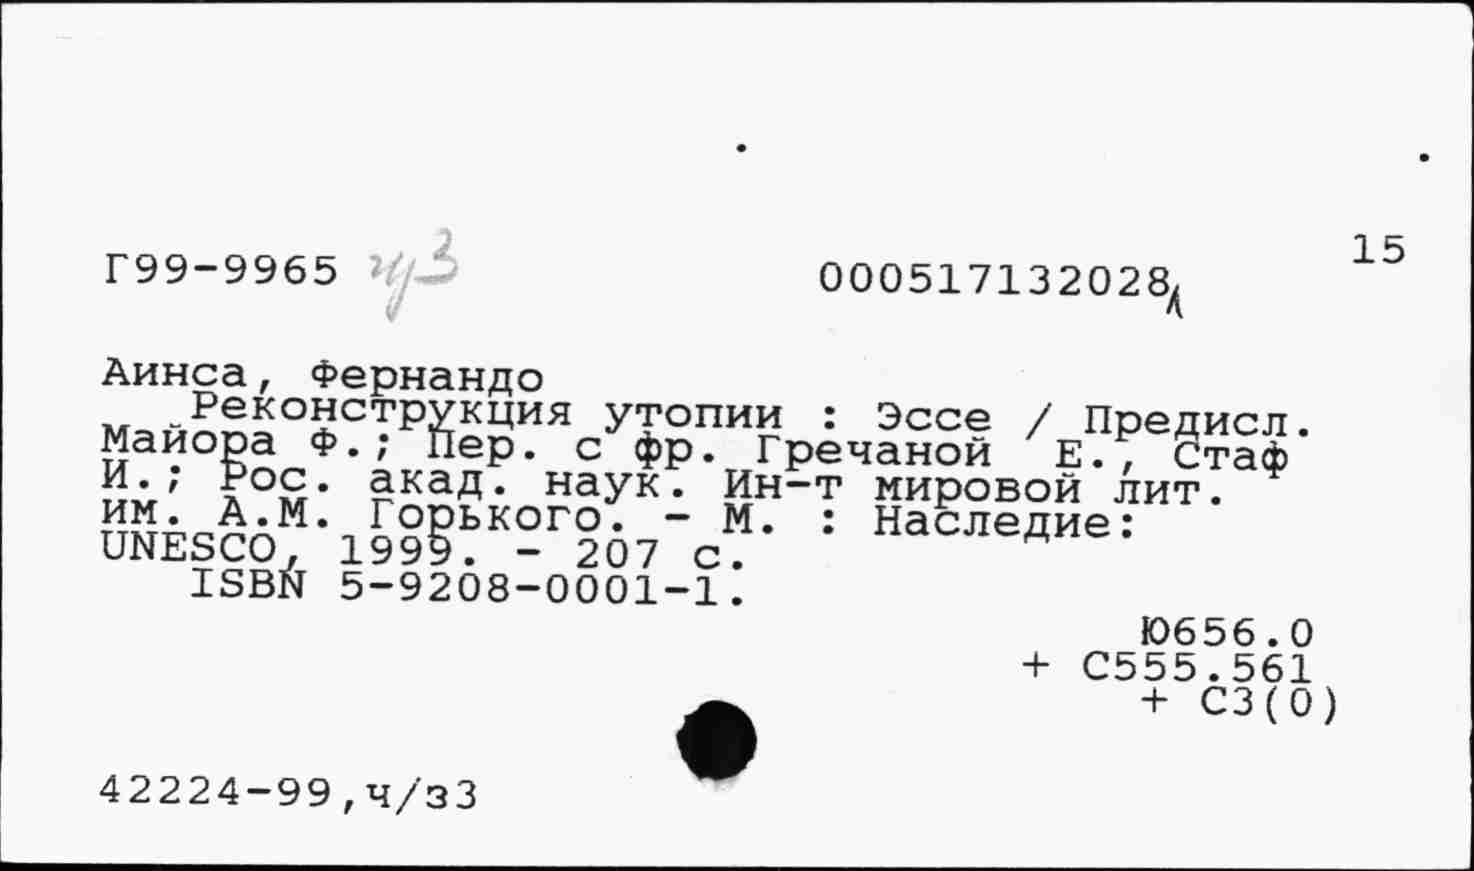 15
Г99-9965 чз 000517132028л
Аинса, Фернандо
Реконструкция утопии : Эссе / Предисл.
Майора Ф.; Пер. с фр. Гречаной Е., Стаф
И.; Рос. акад. наук. Ин-т мировой лит.
им. А.М. Горького. - М. : Наследие:
UNESCO, 1999. - 207 с.
ISBN 5-9208-0001-1.
Ю656.0
+ С555.561
+ С3(0)
42224-99,ч/з3